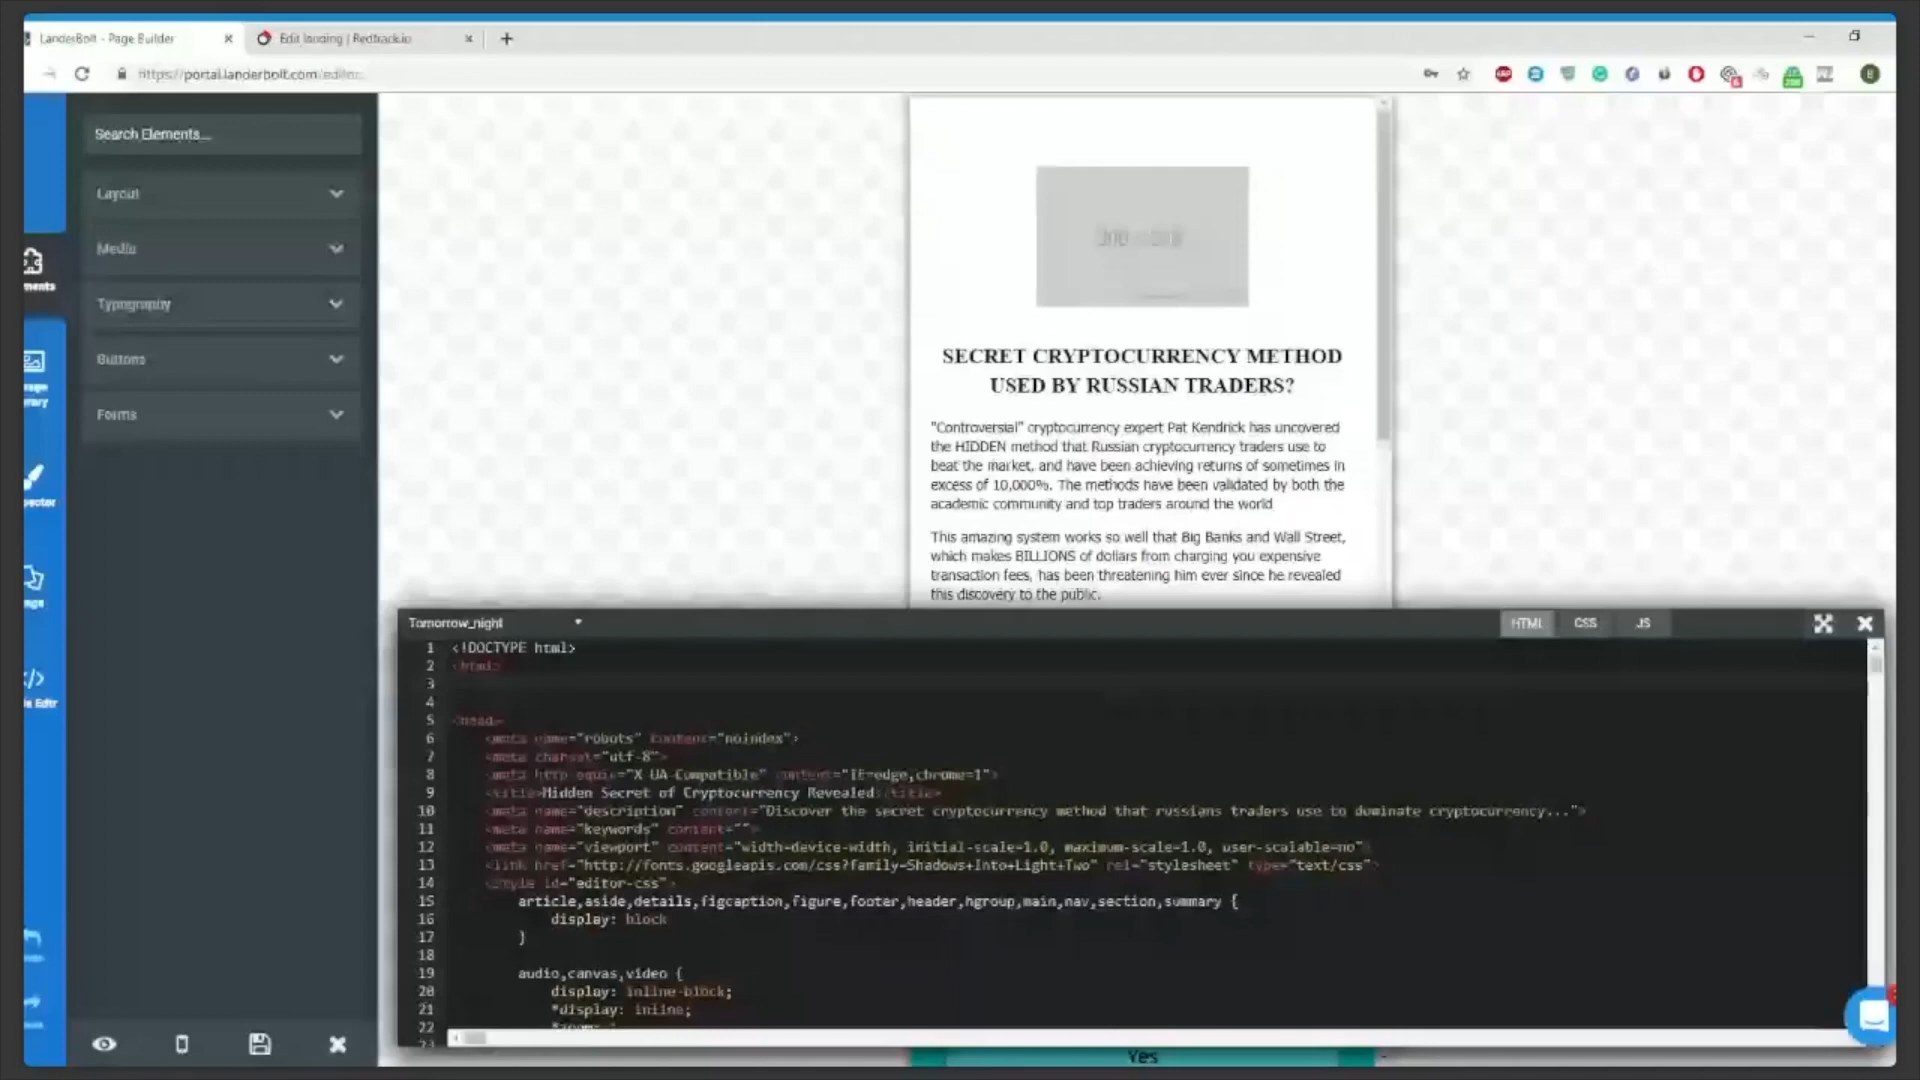 LanderBolt - Page Builder
Edit landing | Redtrack.io
https://portal.landerbolt.com/editor
Search Elements...
Layout
Media
Typography
Buttons
Forms
SECRET CRYPTOCURRENCY METHOD
USED BY RUSSIAN TRADERS?
"Controversial" cryptocurrency expert Pat Kendrick has uncovered
the HIDDEN method that Russian cryptocurrency traders use to
beat the market, and have been achieving returns of sometimes in
excess of 10,000%. The methods have been validated by both the
academic community and top traders around the world
This amazing system works so well that Big Banks and Wall Street,
which makes BILLIONS of dollars from charging you expensive
transaction fees, has been threatening him ever since he revealed
this discovery to the public.
Tomorrow_night
HTML CSS JS
1 <!DOCTYPE html>
2 <html>
3
4
5 <head>
6 <meta name="robots" content="noindex">
7 <meta charset="utf-8">
8 <meta http-equiv="X-UA-Compatible" content="IE=edge,chrome=1">
9 <title>Hidden Secret of Cryptocurrency Revealed</title>
10 <meta name="description" content="Discover the secret cryptocurrency method that russians traders use to dominate cryptocurrency...">
11 <meta name="keywords" content="">
12 <meta name="viewport" content="width=device-width, initial-scale=1.0, maximum-scale=1.0, user-scalable=no">
13 <link href="http://fonts.googleapis.com/css?family=Shadows+Into+Light+Two" rel="stylesheet" type="text/css">
14 <style id="editor-css">
15 article,aside,details,figcaption,figure,footer,header,hgroup,main,nav,section,summary {
16 display: block
17 }
18
19 audio,canvas,video {
20 display: inline-block;
21 *display: inline;
22
23
Yes